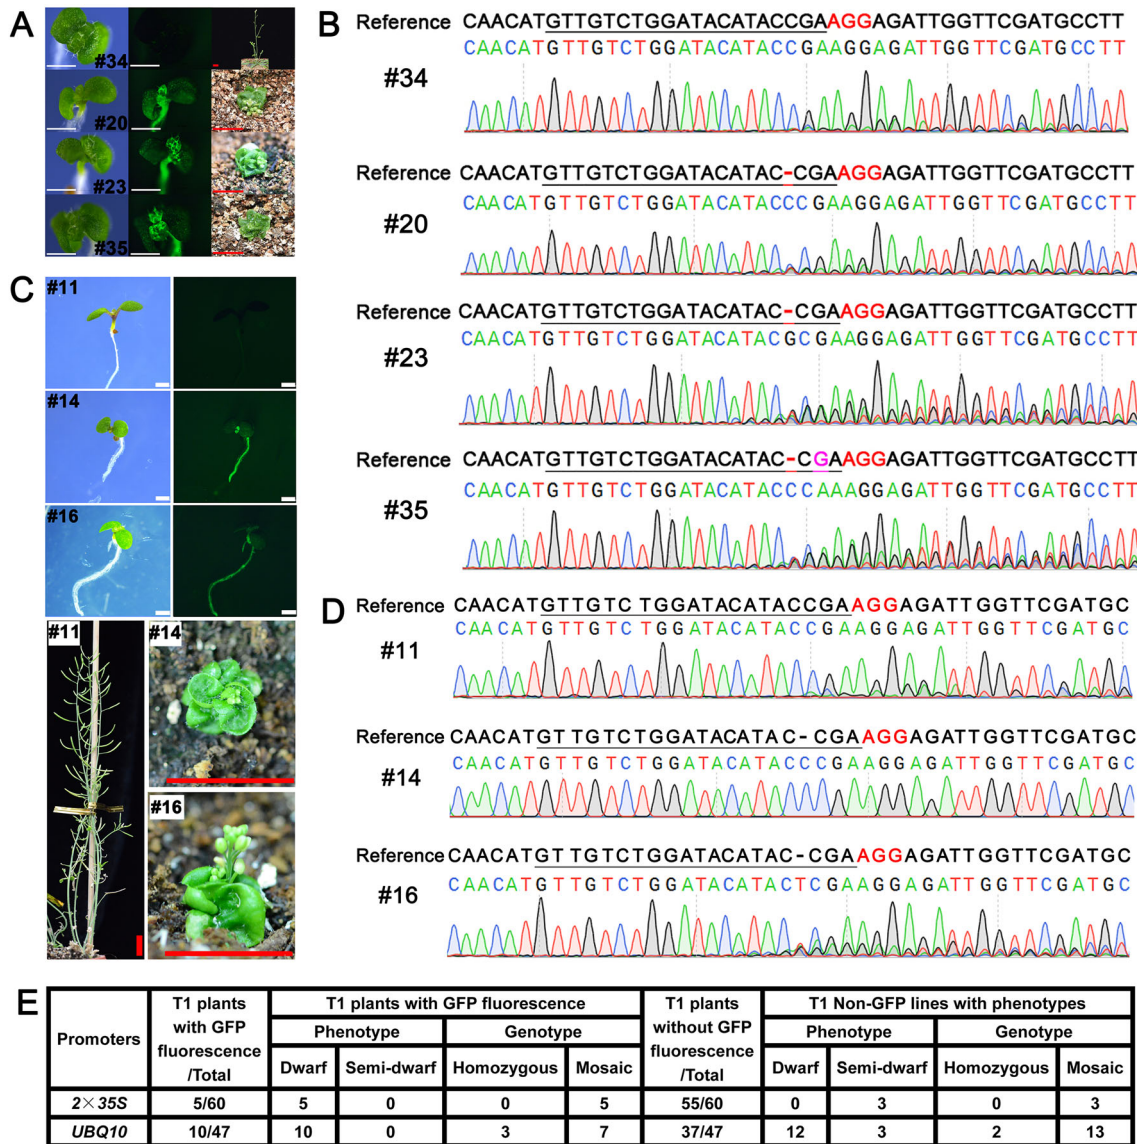 A
#34
#20
#23
#35
B
Reference CAACATGTTGTCTGGATACATACCGAAGGAGATTGGTTCGATGCCTT
CAACATGTTGTCTGGATACATACCGAAGGAGATTGGTTCGATGCCTT
#34
Reference CAACATGTTGTCTGGATACATAC-CGAAGGAGATTGGTTCGATGCCTT
CAACATGTTGTCTGGATACATACCCGAAGGAGATTGGTTCGATGCCTT
#20
Reference CAACATGTTGTCTGGATACATAC-CGAAGGAGATTGGTTCGATGCCTT
CAACATGTTGTCTGGATACATACGCGAAGGAGATTGGTTCGATGCCTT
#23
Reference CAACATGTTGTCTGGATACATAC-CGAAGGAGATTGGTTCGATGCCTT
CAACATGTTGTCTGGATACATACCCAAAGGAGATTGGTTCGATGCCTT
#35
C
#11
#14
#16
#11
#14
#16
D
Reference CAACATGTTGTC TGGATACATACCGAAGGAGATTGGTTCGATGC
CAACATGTTGTC TGGATACATACCGAAGGAGATTGGTTCGATGC
#11
Reference CAACATGTTGTCTGGATACATAC-CGAAGGAGATTGGTTCGATGC
CAACATGTTGTCTGGATACATACCCGAAGGAGATTGGTTCGATGC
#14
Reference CAACATGTTGTCTGGATACATAC-CGAAGGAGATTGGTTCGATGC
CAACATGTTGTCTGGATACATACTCGAAGGAGATTGGTTCGATGC
#16
E
Promoters
T1 plants
with GFP
fluorescence
/Total
T1 plants with GFP fluorescence
Phenotype Genotype
Dwarf Semi-dwarf Homozygous Mosaic
T1
plants
without GFP
fluorescence
/Total
T1 Non-GFP lines with phenotypes
Phenotype Genotype
Dwarf Semi-dwarf Homozygous Mosaic
2×35S 5/60 5 0 0 5 55/60 0 3 0 3
UBQ10 10/47 10 0 3 7 37/47 12 3 2 13